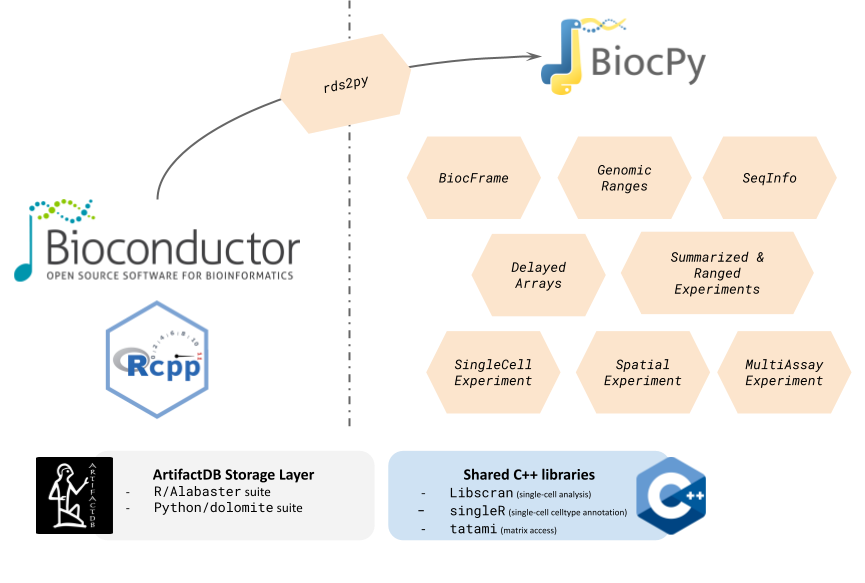 rds2py
BiocPy
BiocFrame
Genomic
Ranges
SeqInfo
Bioconductor
OPEN SOURCE SOFTWARE FOR BIOINFORMATICS
Delayed
Arrays
Summarized &
Ranged
Experiments
Rcpp
SingleCell
Experiment
Spatial
Experiment
MultiAssay
Experiment
ARTIFACTDB
ArtifactDB Storage Layer
- R/Alabaster suite
- Python/dolomite suite
Shared C++ libraries
- Libscran (single-cell analysis)
- singleR (single-cell celltype annotation)
- tatami (matrix access)
C++